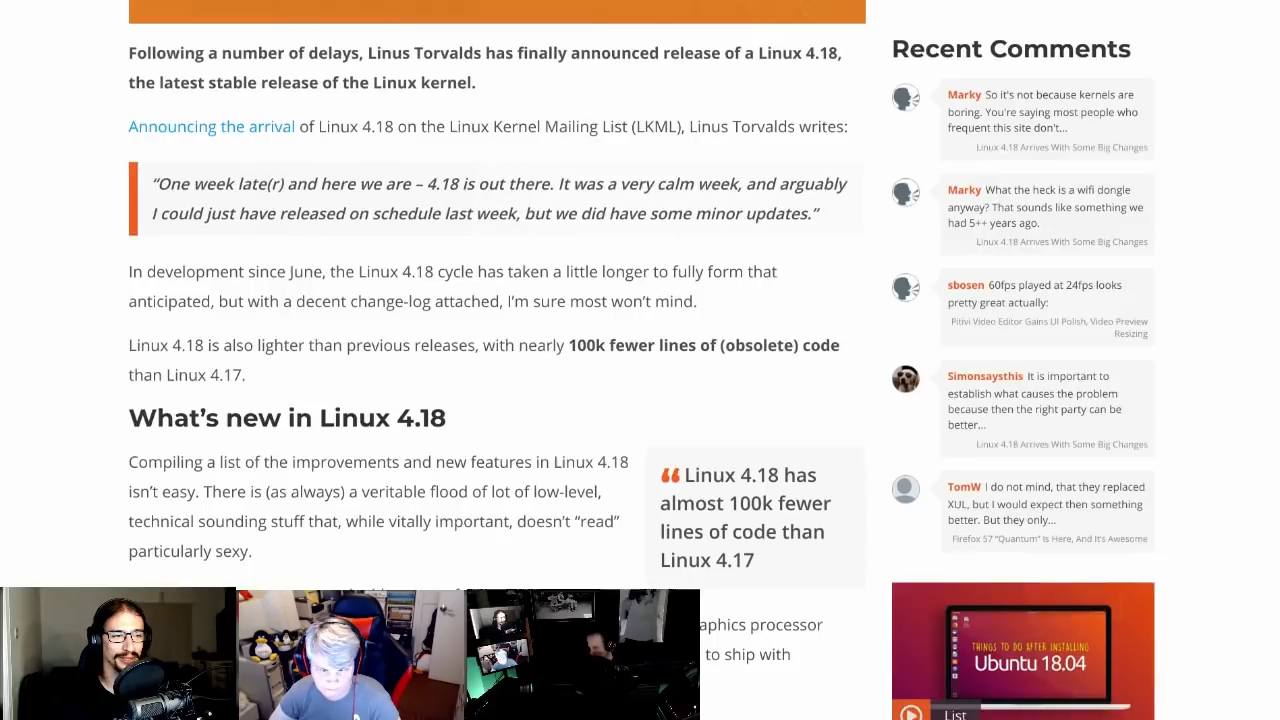 Following a number of delays, Linus Torvalds has finally announced release of a Linux 4.18,
the latest stable release of the Linux kernel.
Announcing the arrival of Linux 4.18 on the Linux Kernel Mailing List (LKML), Linus Torvalds writes:
“One week late(r) and here we are – 4.18 is out there. It was a very calm week, and arguably
I could just have released on schedule last week, but we did have some minor updates.”
In development since June, the Linux 4.18 cycle has taken a little longer to fully form that
anticipated, but with a decent change-log attached, I’m sure most won’t mind.
Linux 4.18 is also lighter than previous releases, with nearly 100k fewer lines of (obsolete) code
than Linux 4.17.
What’s new in Linux 4.18
Compiling a list of the improvements and new features in Linux 4.18
isn’t easy. There is (as always) a veritable flood of lot of low-level,
technical sounding stuff that, while vitally important, doesn’t “read”
particularly sexy.
Linux 4.18 has
almost 100k fewer
lines of code than
Linux 4.17
aphics processor
to ship with
Recent Comments
Marky So it's not because kernels are
boring. You're saying most people who
frequent this site don't...
Linux 4.18 Arrives With Some Big Changes
Marky What the heck is a wifi dongle
anyway? That sounds like something we
had 5++ years ago.
Linux 4.18 Arrives With Some Big Changes
sbosen 60fps played at 24fps looks
pretty great actually:
Pitivi Video Editor Gains UI Polish, Video Preview
Resizing
Simonsaysthis It is important to
establish what causes the problem
because then the right party can be
better...
Linux 4.18 Arrives With Some Big Changes
TomW I do not mind, that they replaced
XUL, but I would expect then something
better. But they only...
Firefox 57 “Quantum” Is Here, And It’s Awesome
THINGS TO DO AFTER INSTALLING
Ubuntu 18.04
List